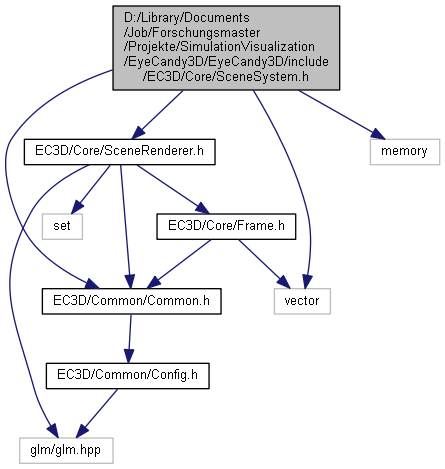 D:/Library/Documents
/Job/Forschungsmaster
/Projekte/SimulationVisualization
/EyeCandy3D/EyeCandy3D/include
/EC3D/Core/SceneSystem.h
EC3D/Core/SceneRenderer.h
memory
set
EC3D/Core/Frame.h
EC3D/Common/Common.h
vector
EC3D/Common/Config.h
glm/glm.hpp